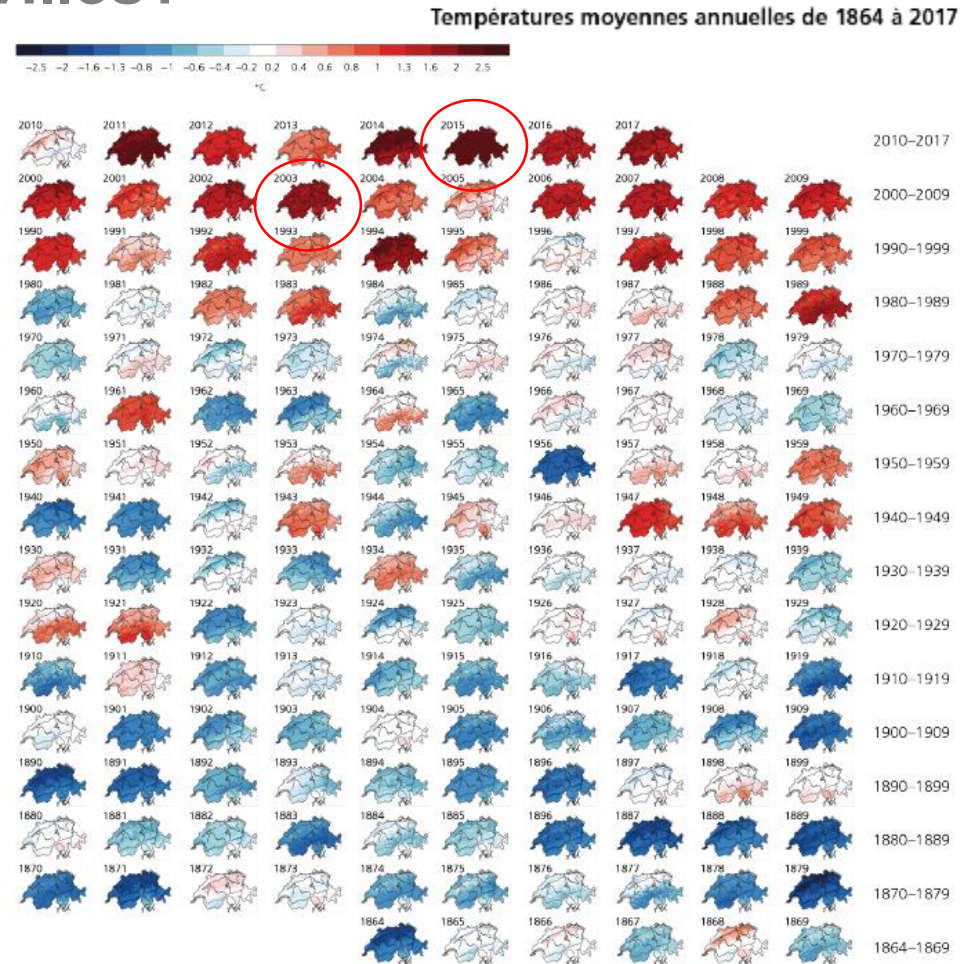 Températures moyennes annuelles de 1864 à 2017
−2.5 −2 −1.6 −1.3 −0.8 −1 −0.6 −0.4 −0.2 0.2 0.4 0.6 0.8 1 1.3 1.6 2 2.5
°C
2010 2011 2012 2013 2014 2015 2016 2017 2010–2017
2000 2001 2002 2003 2004 2005 2006 2007 2008 2009 2000–2009
1990 1991 1992 1993 1994 1995 1996 1997 1998 1999 1990–1999
1980 1981 1982 1983 1984 1985 1986 1987 1988 1989 1980–1989
1970 1971 1972 1973 1974 1975 1976 1977 1978 1979 1970–1979
1960 1961 1962 1963 1964 1965 1966 1967 1968 1969 1960–1969
1950 1951 1952 1953 1954 1955 1956 1957 1958 1959 1950–1959
1940 1941 1942 1943 1944 1945 1946 1947 1948 1949 1940–1949
1930 1931 1932 1933 1934 1935 1936 1937 1938 1939 1930–1939
1920 1921 1922 1923 1924 1925 1926 1927 1928 1929 1920–1929
1910 1911 1912 1913 1914 1915 1916 1917 1918 1919 1910–1919
1900 1901 1902 1903 1904 1905 1906 1907 1908 1909 1900–1909
1890 1891 1892 1893 1894 1895 1896 1897 1898 1899 1890–1899
1880 1881 1882 1883 1884 1885 1896 1887 1888 1889 1880–1889
1870 1871 1872 1873 1874 1875 1876 1877 1878 1879 1870–1879
1864 1865 1866 1867 1868 1869 1864–1869